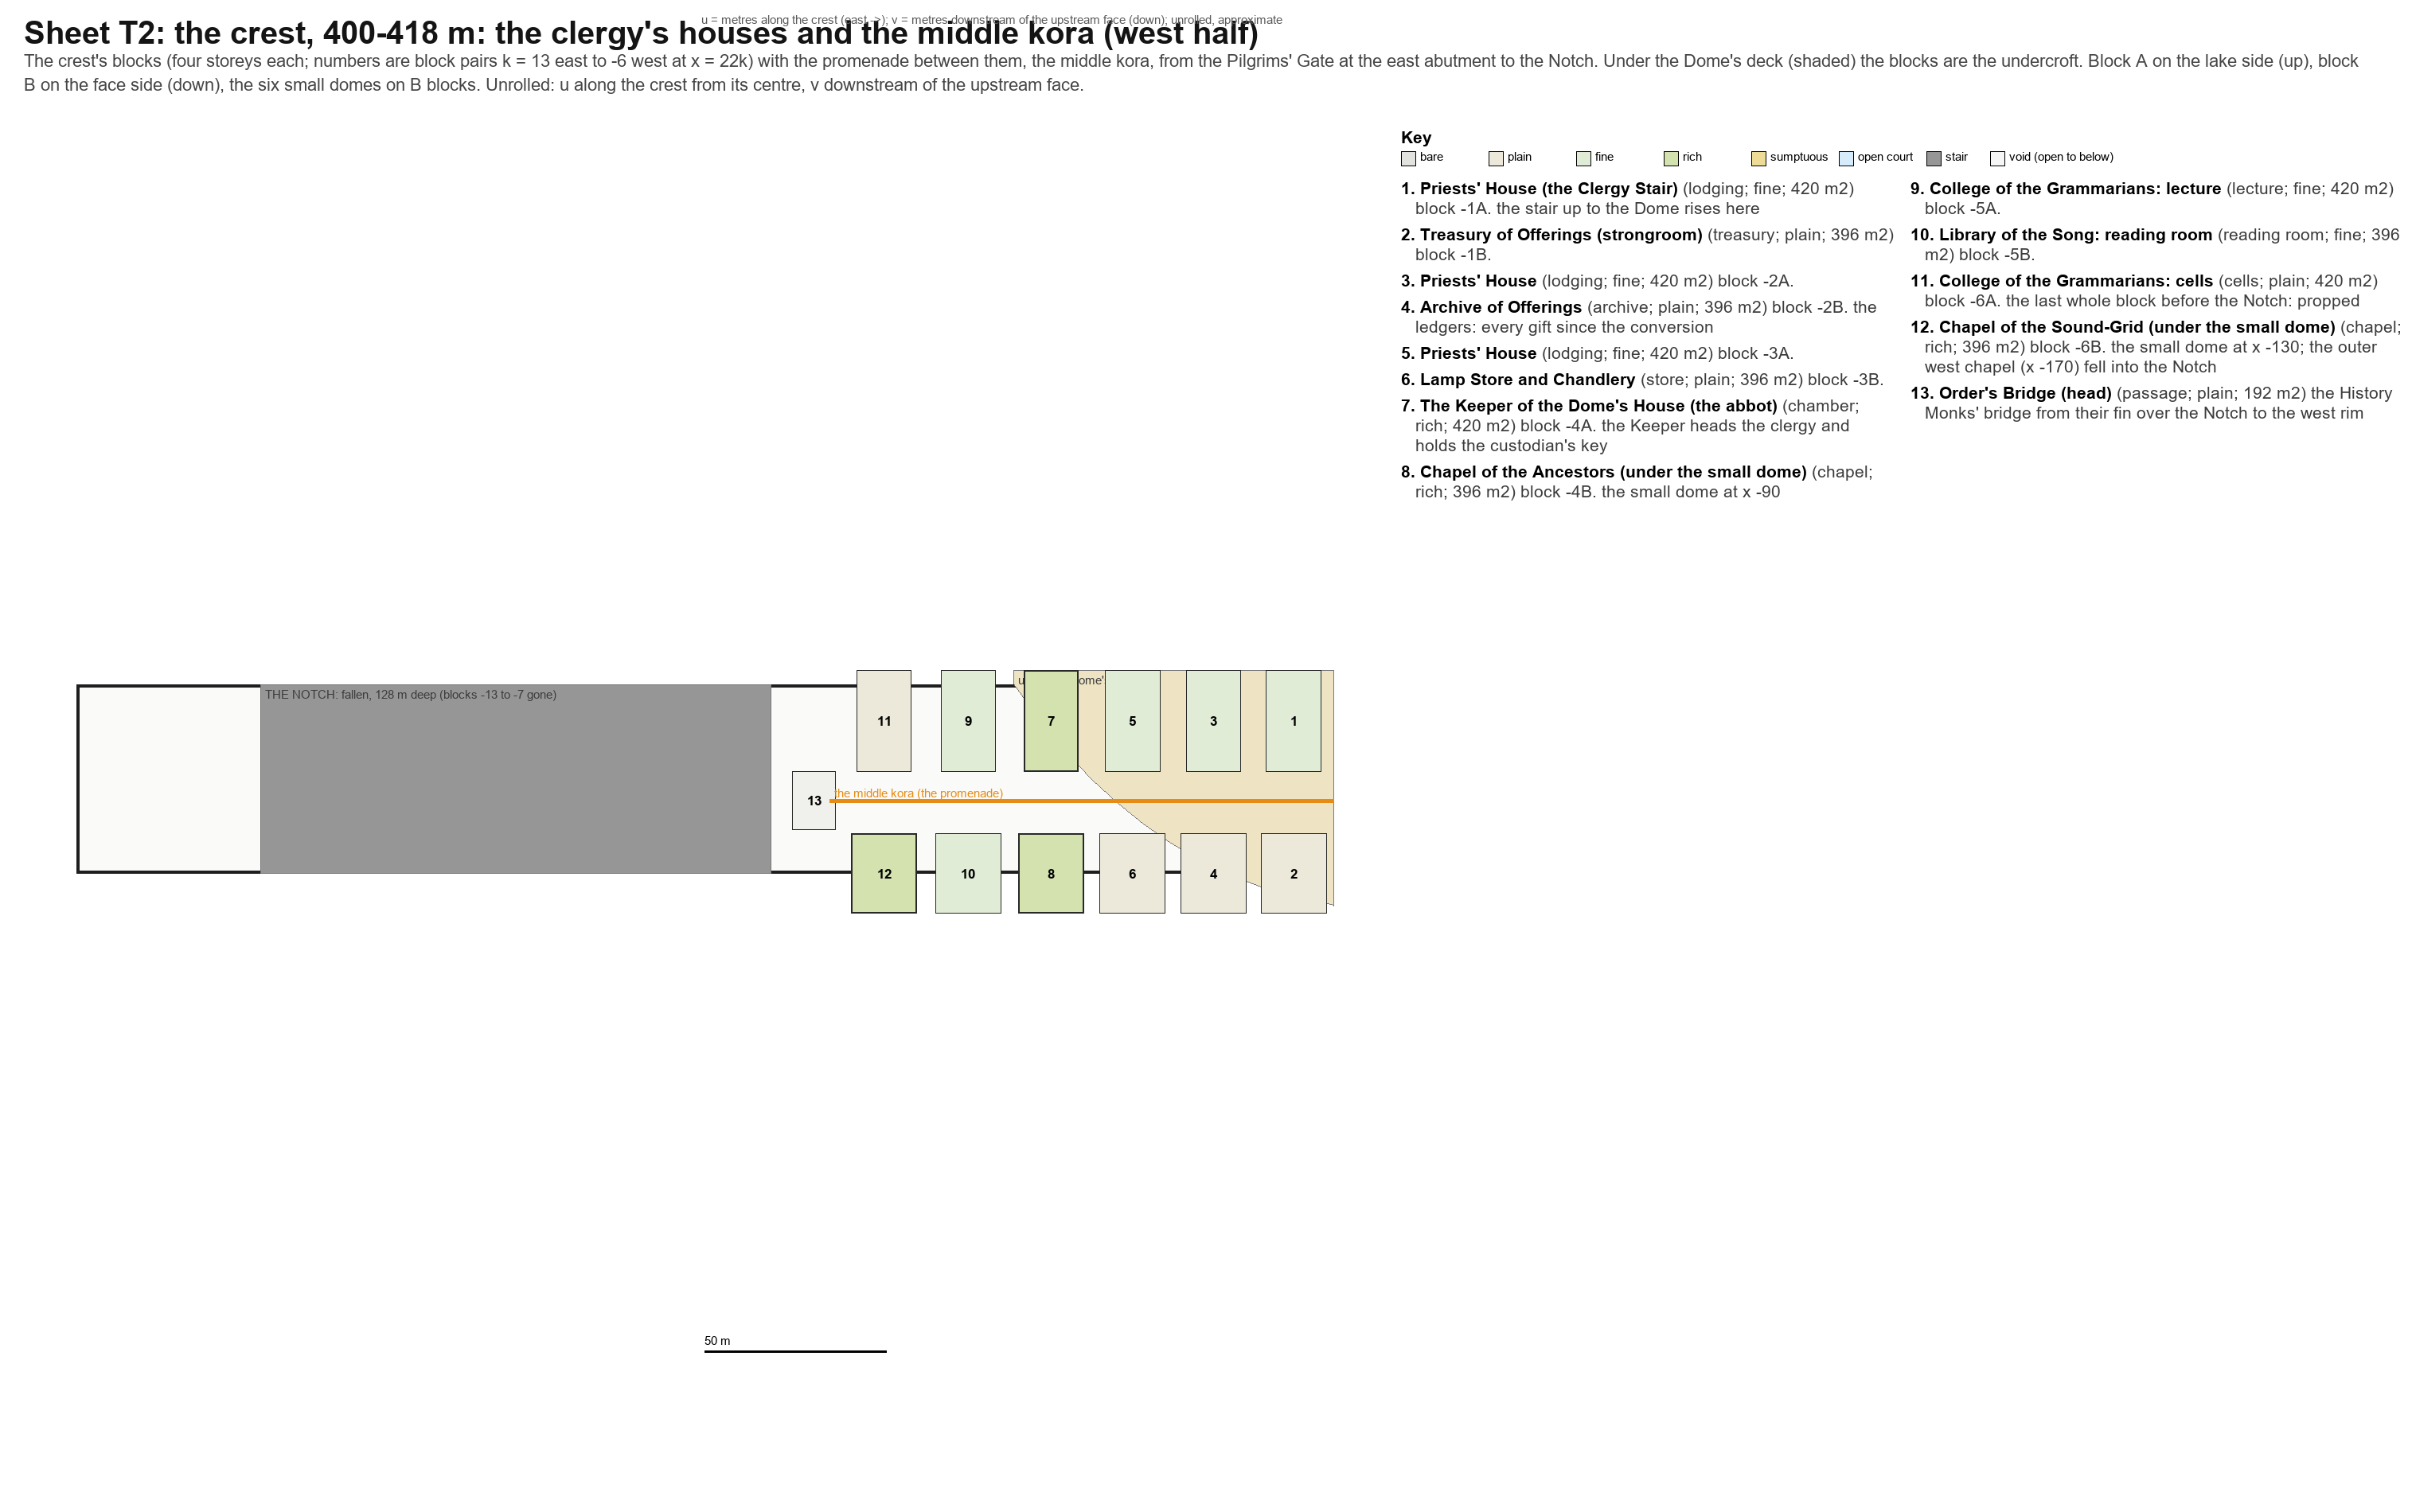 u = metres along the crest (east ->); v = metres downstream of the upstream face (down); unrolled, approximate
Sheet T2: the crest, 400-418 m: the clergy's houses and the middle kora (west half)
The crest's blocks (four storeys each; numbers are block pairs k = 13 east to -6 west at x = 22k) with the promenade between them, the middle kora, from the Pilgrims' Gate at the east abutment to the Notch. Under the Dome's deck (shaded) the blocks are the undercroft. Block A on the lake side (up), block
B on the face side (down), the six small domes on B blocks. Unrolled: u along the crest from its centre, v downstream of the upstream face.
Key
bare plain fine rich sumptuous open court stair void (open to below)
1. Priests' House (the Clergy Stair) (lodging; fine; 420 m2)
block -1A. the stair up to the Dome rises here
2. Treasury of Offerings (strongroom) (treasury; plain; 396 m2)
block -1B.
3. Priests' House (lodging; fine; 420 m2) block -2A.
4. Archive of Offerings (archive; plain; 396 m2) block -2B. the
ledgers: every gift since the conversion
5. Priests' House (lodging; fine; 420 m2) block -3A.
6. Lamp Store and Chandlery (store; plain; 396 m2) block -3B.
7. The Keeper of the Dome's House (the abbot) (chamber;
rich; 420 m2) block -4A. the Keeper heads the clergy and
holds the custodian's key
8. Chapel of the Ancestors (under the small dome) (chapel;
rich; 396 m2) block -4B. the small dome at x -90
9. College of the Grammarians: lecture (lecture; fine; 420 m2)
block -5A.
10. Library of the Song: reading room (reading room; fine; 396
m2) block -5B.
11. College of the Grammarians: cells (cells; plain; 420 m2)
block -6A. the last whole block before the Notch: propped
12. Chapel of the Sound-Grid (under the small dome) (chapel;
rich; 396 m2) block -6B. the small dome at x -130; the outer
west chapel (x -170) fell into the Notch
13. Order's Bridge (head) (passage; plain; 192 m2) the History
Monks' bridge from their fin over the Notch to the west rim
THE NOTCH: fallen, 128 m deep (blocks -13 to -7 gone)
11 9 7 5 3 1
13
the middle kora (the promenade)
12 10 8 6 4 2
50 m